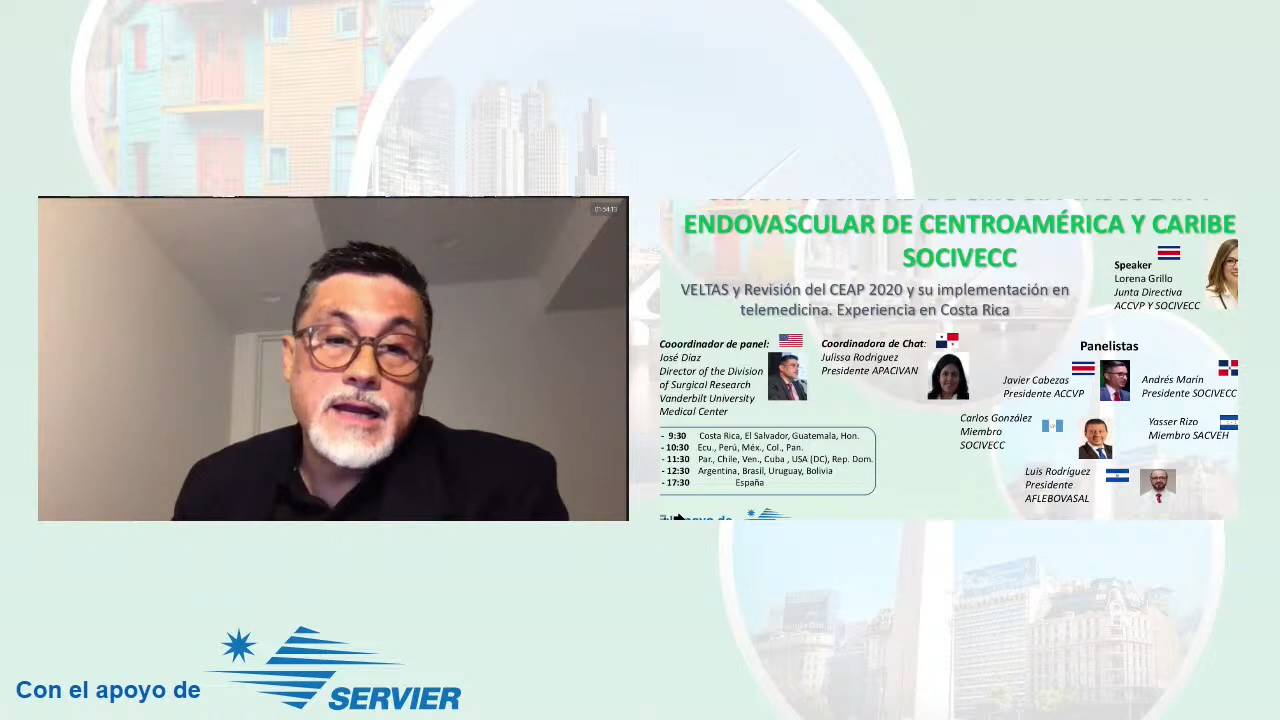 01:54:13
ENDOVASCULAR DE CENTROAMÉRICA Y CARIBE
SOCIVECC
VELTAS y Revisión del CEAP 2020 y su implementación en
telemedicina. Experiencia en Costa Rica
Speaker
Lorena Grillo
Junta Directiva
ACCVP Y SOCIVECC
Cooordinador de panel:
José Díaz
Director of the Division
of Surgical Research
Vanderbilt University
Medical Center
Coordinadora de Chat:
Julissa Rodriguez
Presidente APACIVAN
Panelistas
Javier Cabezas
Presidente ACCVP
Andrés Marín
Presidente SOCIVECC
Carlos González
Miembro
SOCIVECC
Yasser Rizo
Miembro SACVEH
Luis Rodríguez
Presidente
AFLEBOVASAL
- 9:30 Costa Rica, El Salvador, Guatemala, Hon.
- 10:30 Ecu., Perú, Méx., Col., Pan.
- 11:30 Par., Chile, Ven., Cuba , USA (DC), Rep. Dom.
- 12:30 Argentina, Brasil, Uruguay, Bolivia
- 17:30 España
Con el apoyo de
SERVIER